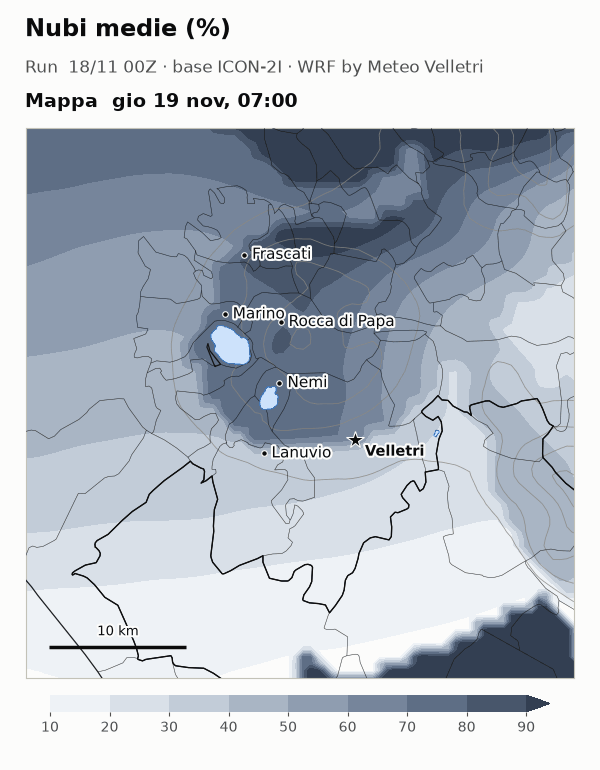 Nubi medie (%)
Run  18/11 00Z · base ICON-2I · WRF by Meteo Velletri
Mappa  gio 19 nov, 07:00
Frascati
Marino
Rocca di Papa
Nemi
Velletri
Lanuvio
10 km
10 20 30 40 50 60 70 80 90